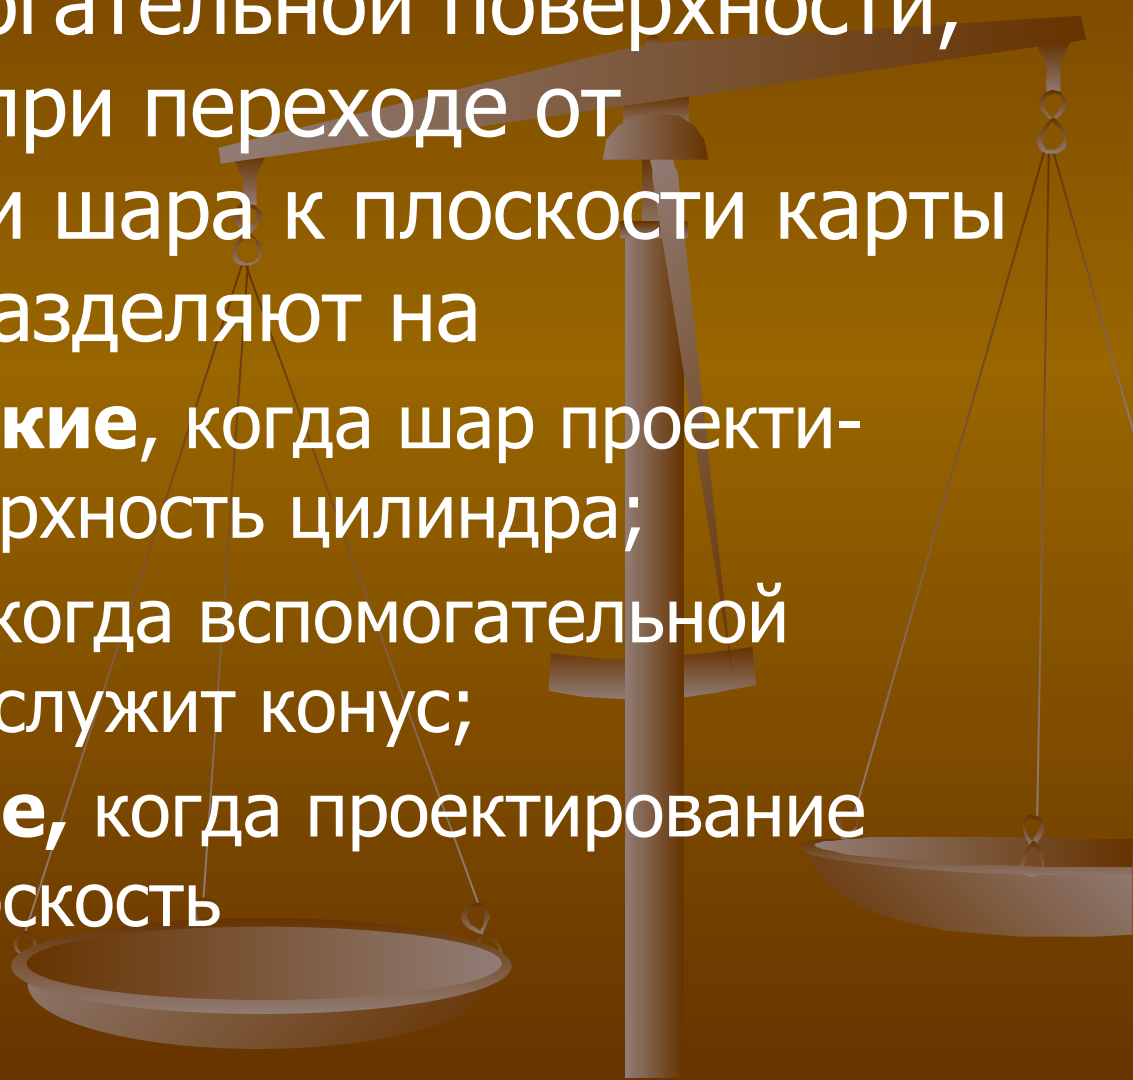 огательной поверхности,
при переходе от
и шара к плоскости карты
азделяют на
кие, когда шар проекти-
рхность цилиндра;
когда вспомогательной
служит конус;
е, когда проектирование
скость